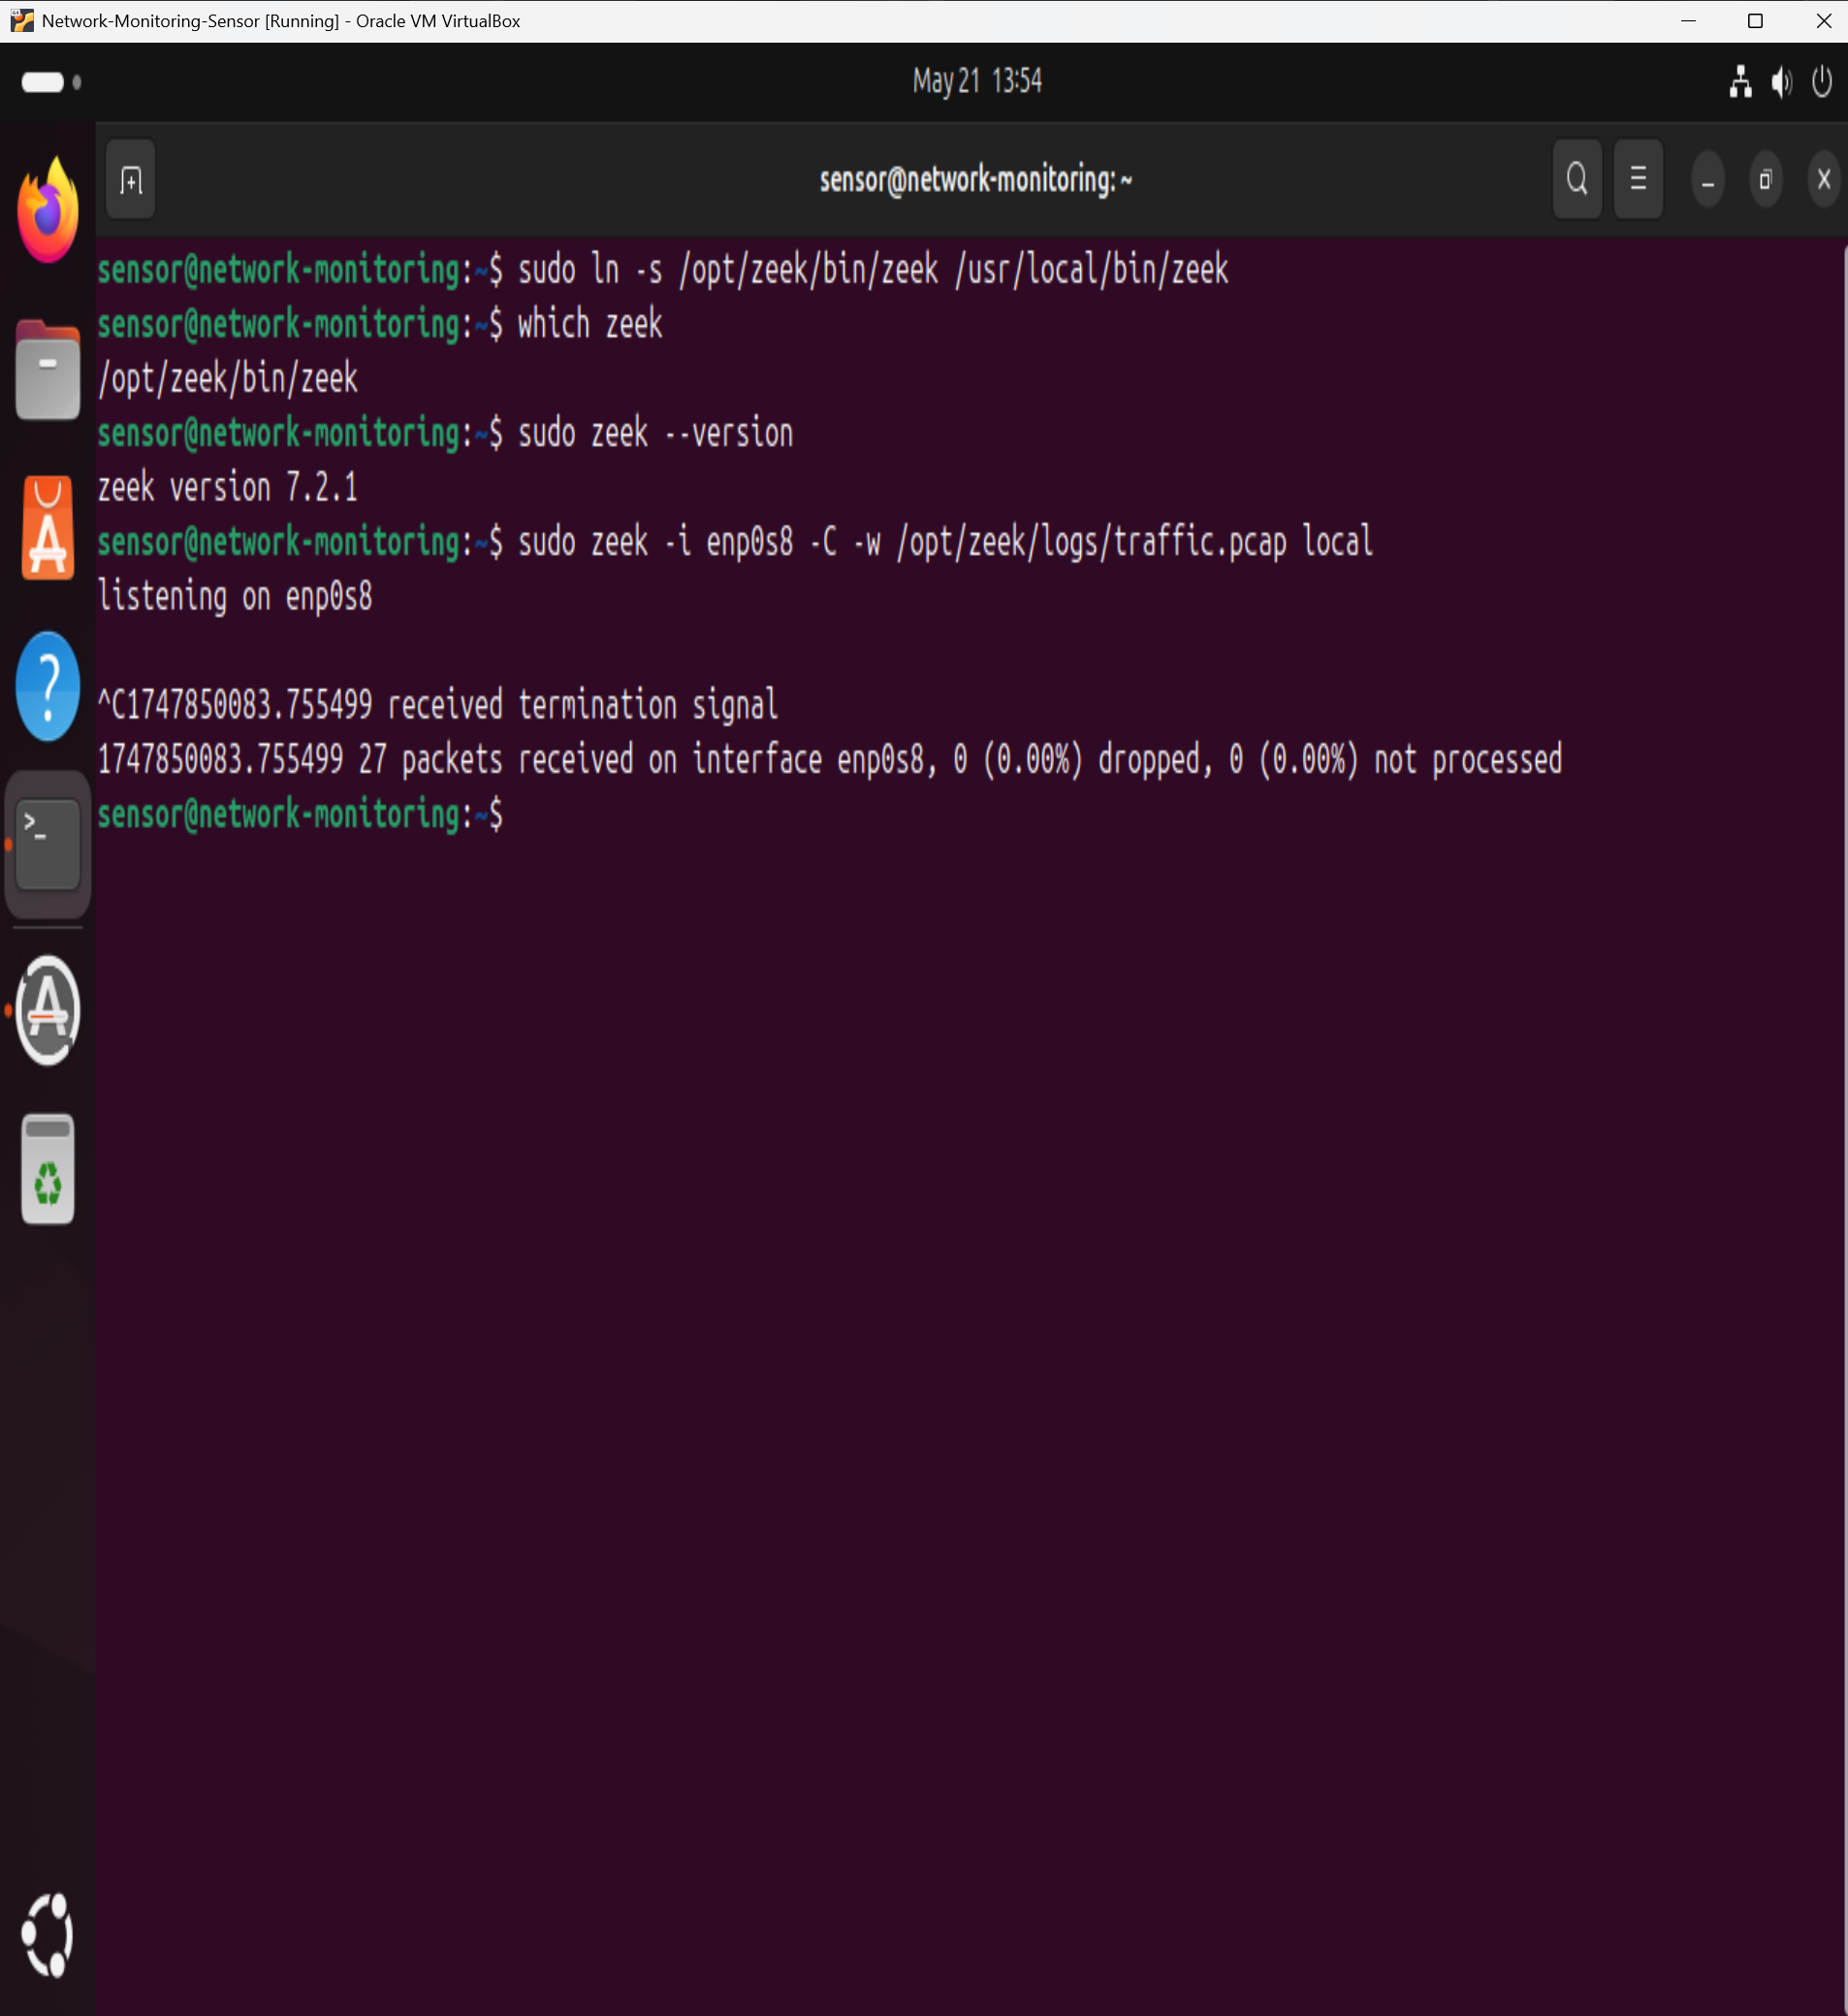 Network-Monitoring-Sensor [Running] - Oracle VM VirtualBox
May 21 13:54
sensor@network-monitoring: ~
sensor@network-monitoring:~$ sudo ln -s /opt/zeek/bin/zeek /usr/local/bin/zeek
sensor@network-monitoring:~$ which zeek
/opt/zeek/bin/zeek
sensor@network-monitoring:~$ sudo zeek --version
zeek version 7.2.1
sensor@network-monitoring:~$ sudo zeek -i enp0s8 -C -w /opt/zeek/logs/traffic.pcap local
listening on enp0s8
^C1747850083.755499 received termination signal
1747850083.755499 27 packets received on interface enp0s8, 0 (0.00%) dropped, 0 (0.00%) not processed
sensor@network-monitoring:~$